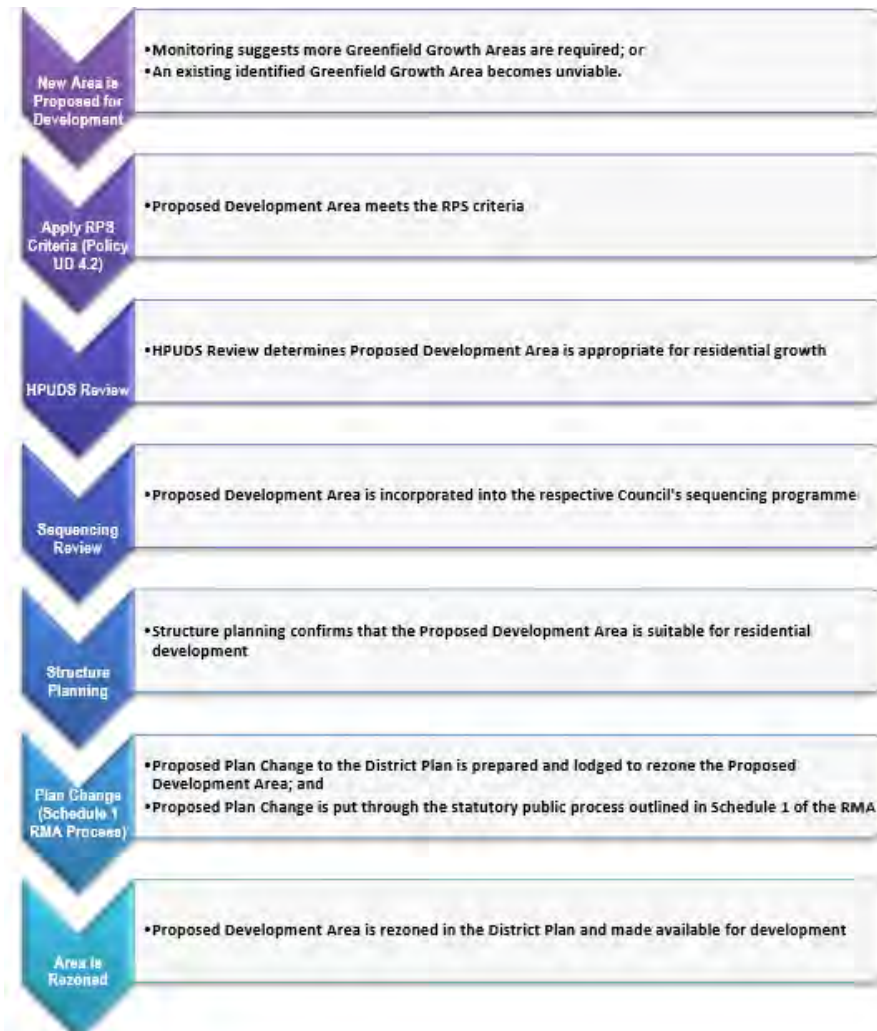 New Area is
Proposed for
Development
•Monitoring suggests more Greenfield Growth Areas are required; or
•An existing identified Greenfield Growth Area becomes unviable.
Apply RPS
Criteria (Policy
UD 4.2)
•Proposed Development Area meets the RPS criteria
HPUDS Review
•HPUDS Review determines Proposed Development Area is appropriate for residential growth
Sequencing
Review
•Proposed Development Area is incorporated into the respective Council's sequencing programme
Structure
Planning
•Structure planning confirms that the Proposed Development Area is suitable for residential
development
Plan Change
(Schedule 1
RMA Process)
•Proposed Plan Change to the District Plan is prepared and lodged to rezone the Proposed
Development Area; and
•Proposed Plan Change is put through the statutory public process outlined in Schedule 1 of the RMA
Area is
Rezoned
•Proposed Development Area is rezoned in the District Plan and made available for development